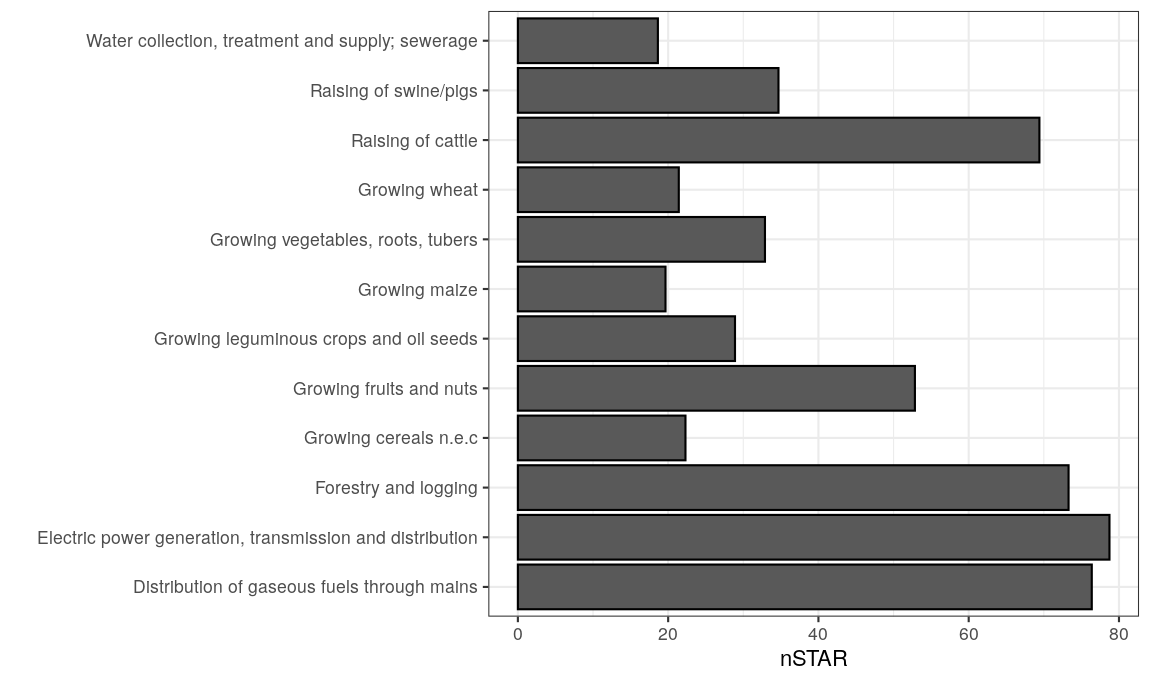 Water collection, treatment and supply; sewerage
Raising of swine/pigs
Raising of cattle
Growing wheat
Growing vegetables, roots, tubers
Growing maize
Growing leguminous crops and oil seeds
Growing fruits and nuts
Growing cereals n.e.c
Forestry and logging
Electric power generation, transmission and distribution
Distribution of gaseous fuels through mains
0 20 40 60 80
nSTAR